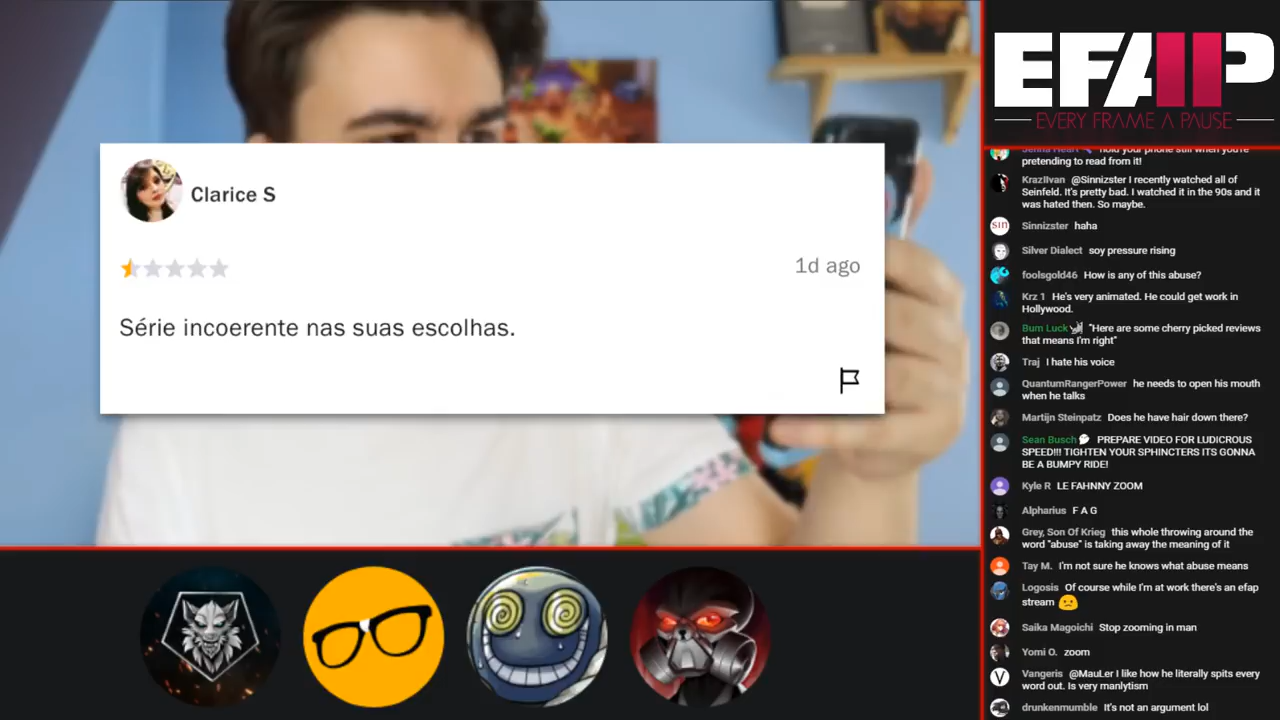 Clarice S
1d ago
Série incoerente nas suas escolhas.
EFAP
EVERY FRAME A PAUSE
hold your phone still when you're
pretending to read from it!
KrazIIvan @Sinnizster I recently watched all of
Seinfeld. It's pretty bad. I watched it in the 90s and it
was hated then. So maybe.
sin
Sinnizster haha
Silver Dialect soy pressure rising
foolsgold46 How is any of this abuse?
Krz 1 He's very animated. He could get work in
Hollywood.
Bum Luck "Here are some cherry picked reviews
that means I'm right"
Traj I hate his voice
QuantumRangerPower he needs to open his mouth
when he talks
Martijn Steinpatz Does he have hair down there?
Sean Busch PREPARE VIDEO FOR LUDICROUS
SPEED!!! TIGHTEN YOUR SPHINCTERS ITS GONNA
BE A BUMPY RIDE!
Kyle R LE FAHNNY ZOOM
Alpharius F A G
Grey, Son Of Krieg this whole throwing around the
word "abuse" is taking away the meaning of it
Tay M. I'm not sure he knows what abuse means
Logosis Of course while I'm at work there's an efap
stream
Saika Magoichi Stop zooming in man
Yomi O. zoom
V
Vangeris @MauLer I like how he literally spits every
word out. Is very manlytism
drunkenmumble It's not an argument lol